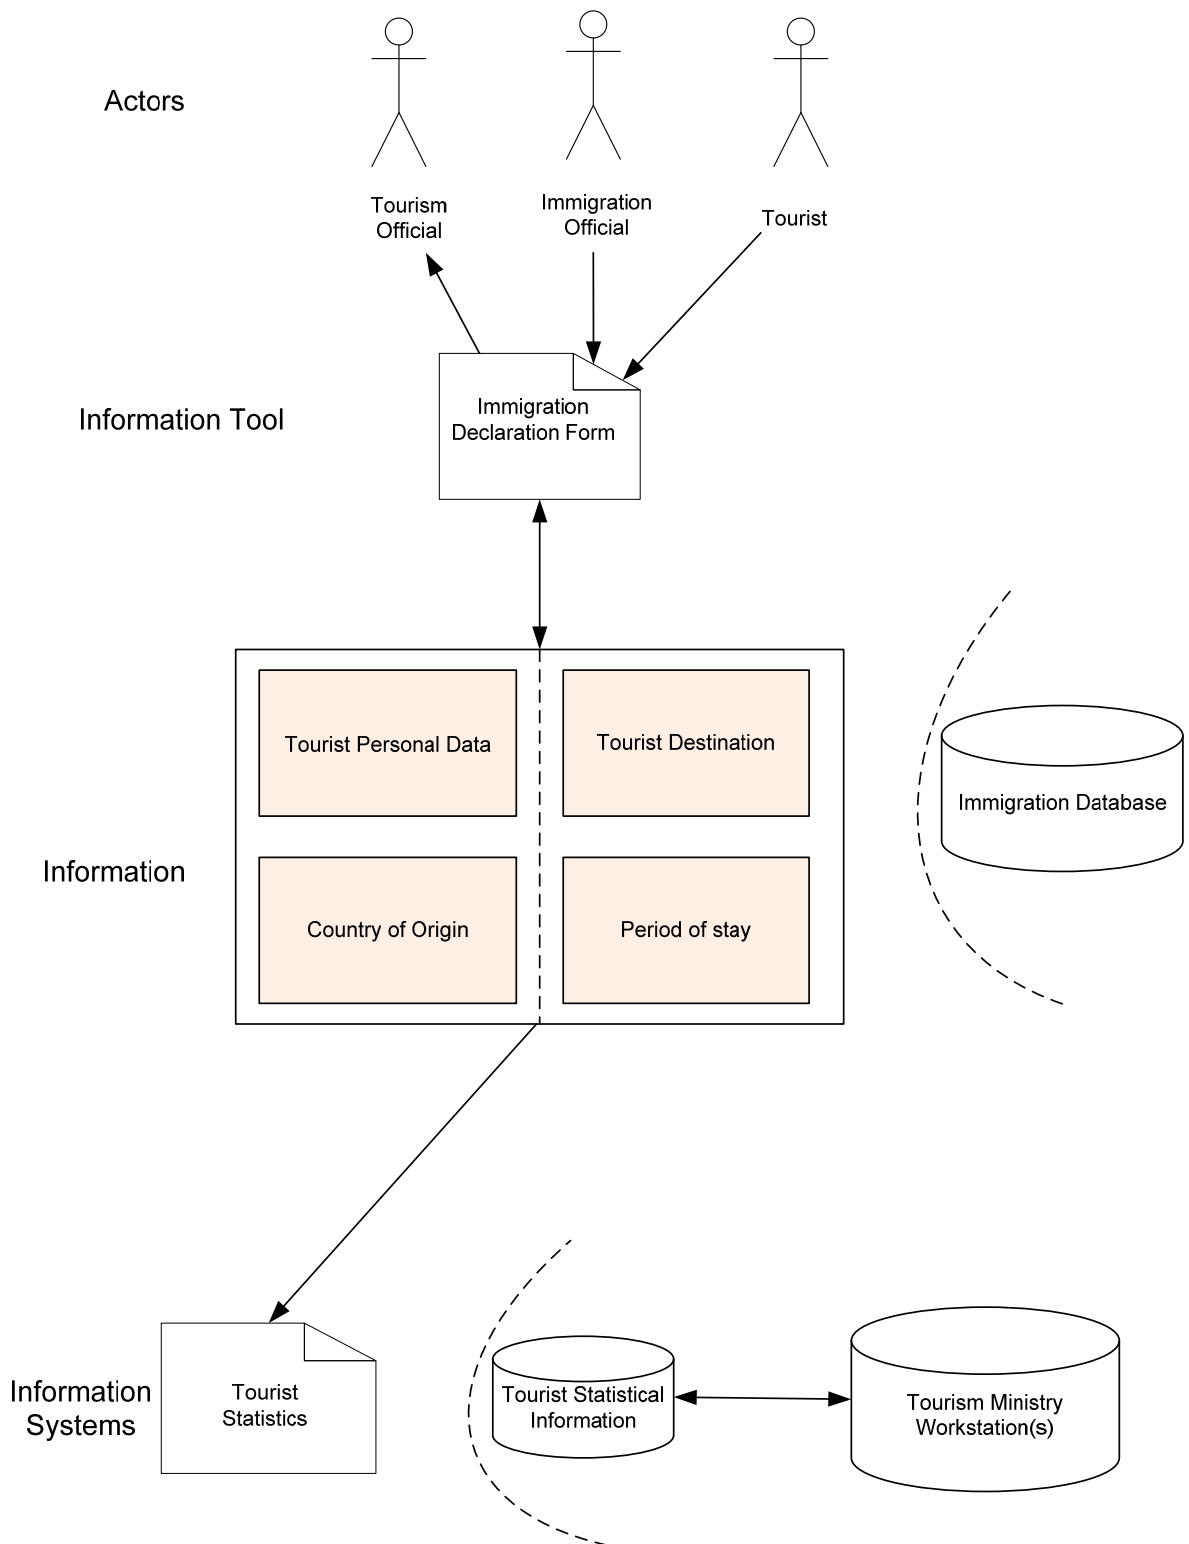 Actors
Tourism
Official
Immigration
Official
Tourist
Information Tool
Immigration
Declaration Form
Tourist Personal Data
Tourist Destination
Immigration Database
Information
Country of Origin
Period of stay
Information
Systems
Tourist
Statistics
Tourist Statistical
Information
Tourism Ministry
Workstation(s)